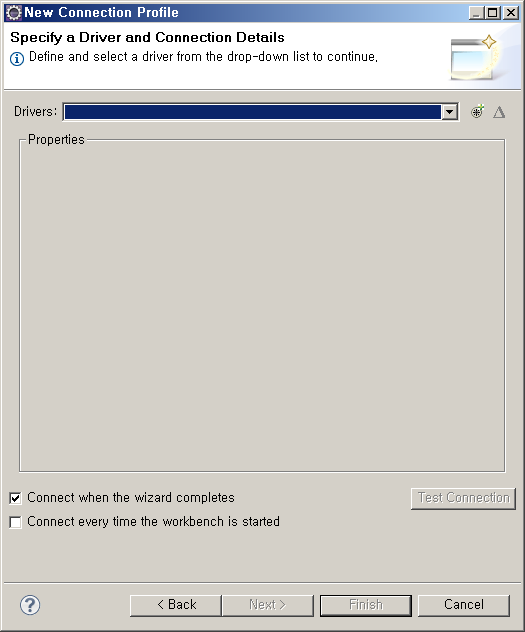 New Connection Profile
Specify a Driver and Connection Details
Define and select a driver from the drop-down list to continue.
Drivers:
Properties
Connect when the wizard completes
Test Connection
Connect every time the workbench is started
?
< Back
Next >
Finish
Cancel